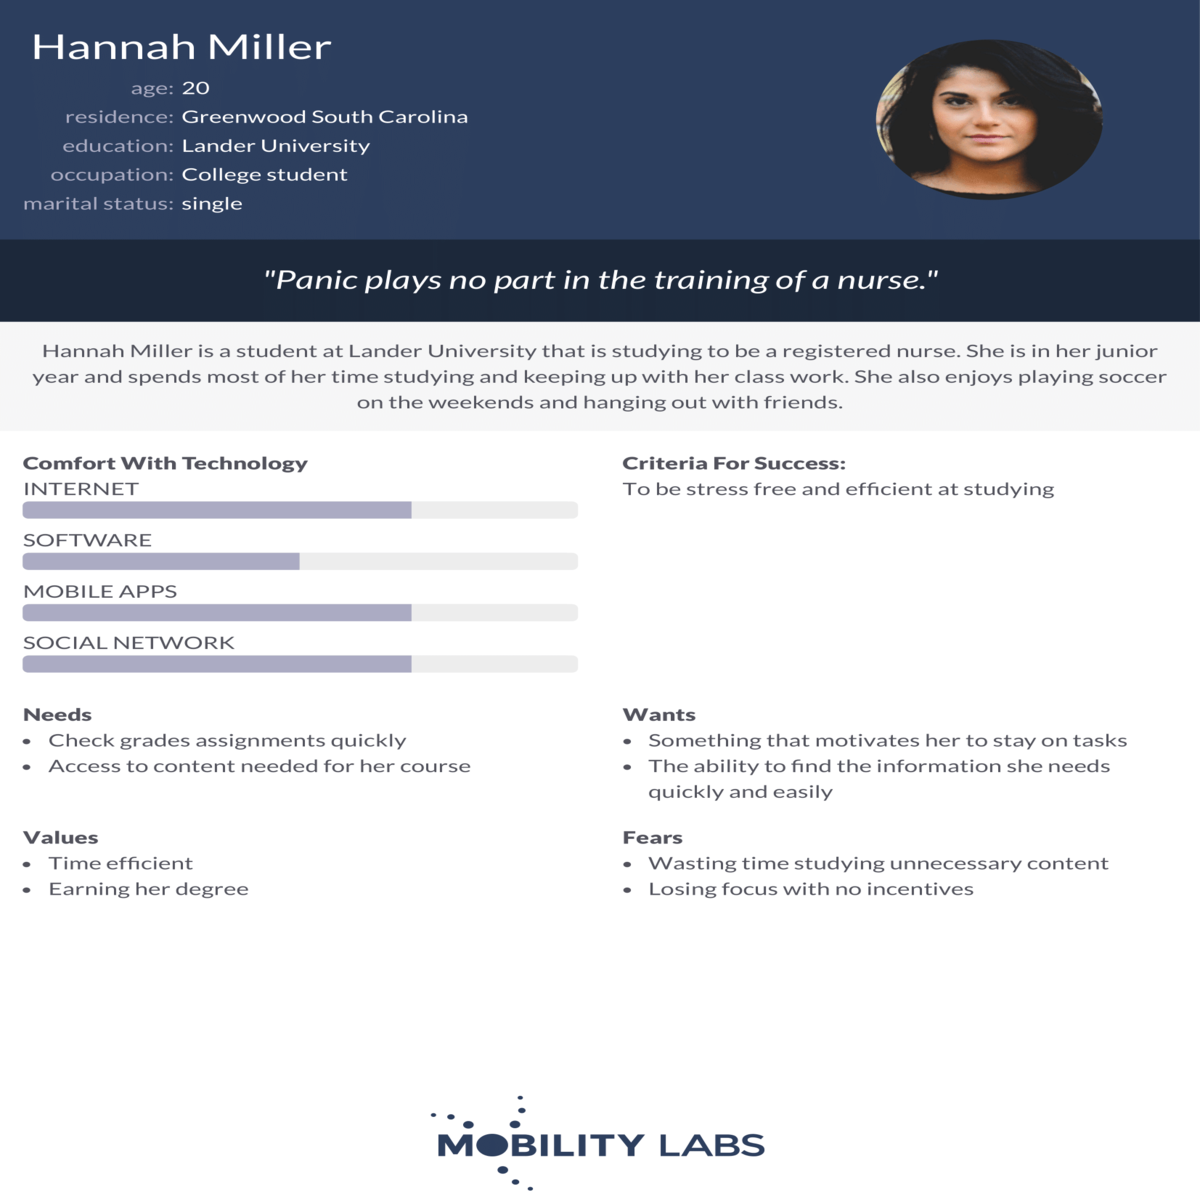 Hannah Miller
age: 20
residence: Greenwood South Carolina
education: Lander University
occupation: College student
marital status: single
"Panic plays no part in the training of a nurse."
Hannah Miller is a student at Lander University that is studying to be a registered nurse. She is in her junior
year and spends most of her time studying and keeping up with her class work. She also enjoys playing soccer
on the weekends and hanging out with friends.
Comfort With Technology
INTERNET
SOFTWARE
MOBILE APPS
SOCIAL NETWORK
Criteria For Success:
To be stress free and efficient at studying
Needs
• Check grades assignments quickly
• Access to content needed for her course
Wants
• Something that motivates her to stay on tasks
• The ability to find the information she needs
quickly and easily
Values
• Time efficient
• Earning her degree
Fears
• Wasting time studying unnecessary content
• Losing focus with no incentives
MOBILITY LABS